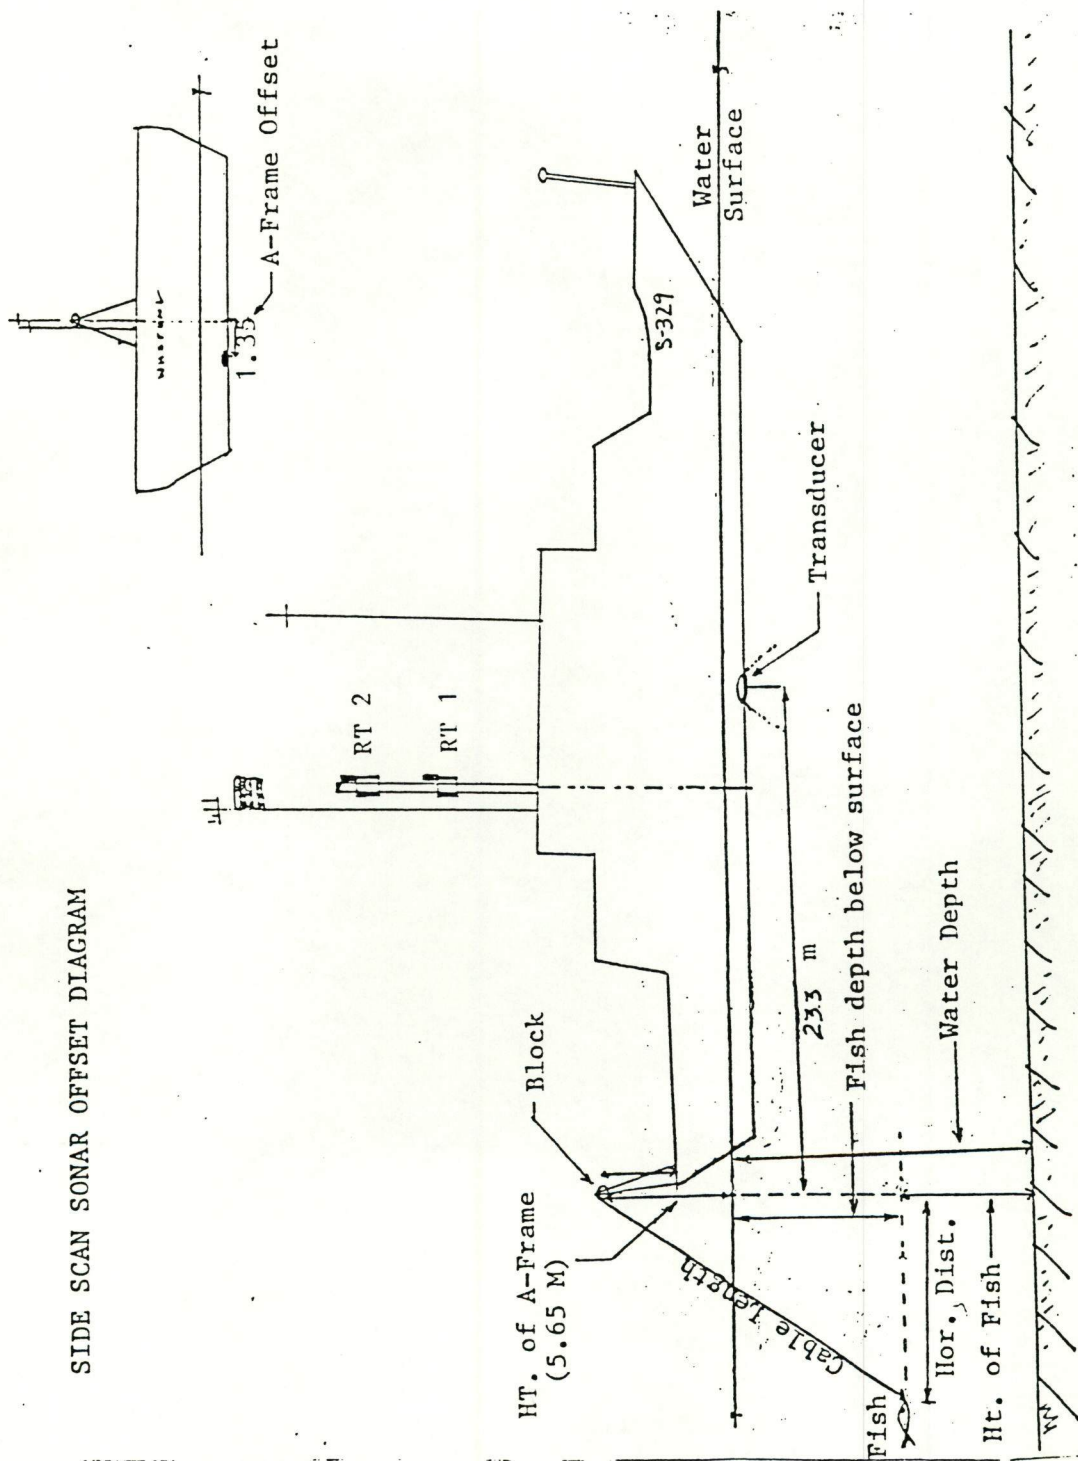 SIDE SCAN SONAR OFFSET DIAGRAM
A-Frame Offset
1.35
RT 2
RT 1
S-329
Water
Surface
Transducer
Block
HT. of A-Frame
(5.65 M)
23.3 m
Fish depth below surface
Water Depth
Cable Length
Fish
Hor. Dist.
Ht. of Fish